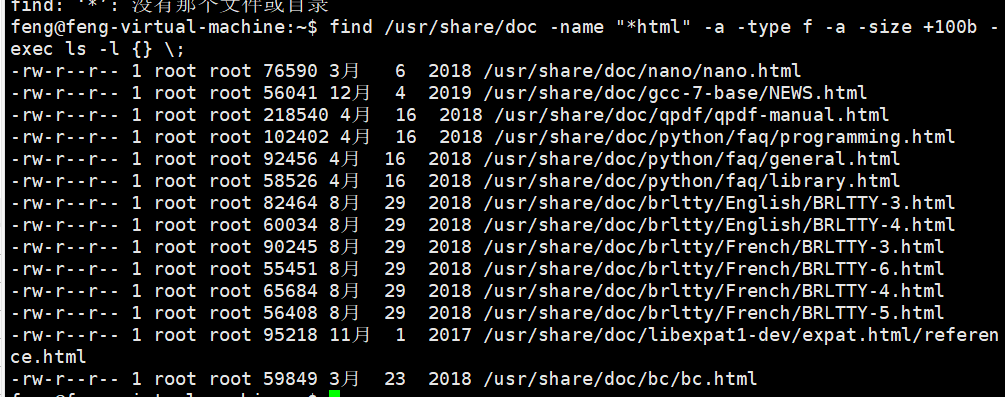 find: ‘*’: 没有那个文件或目录
feng@feng-virtual-machine:~$ find /usr/share/doc -name "*html" -a -type f -a -size +100b -
exec ls -l {} \;
-rw-r--r-- 1 root root 76590 3月   6  2018 /usr/share/doc/nano/nano.html
-rw-r--r-- 1 root root 56041 12月  4  2019 /usr/share/doc/gcc-7-base/NEWS.html
-rw-r--r-- 1 root root 218540 4月  16  2018 /usr/share/doc/qpdf/qpdf-manual.html
-rw-r--r-- 1 root root 102402 4月  16  2018 /usr/share/doc/python/faq/programming.html
-rw-r--r-- 1 root root 92456 4月  16  2018 /usr/share/doc/python/faq/general.html
-rw-r--r-- 1 root root 58526 4月  16  2018 /usr/share/doc/python/faq/library.html
-rw-r--r-- 1 root root 82464 8月  29  2018 /usr/share/doc/brltty/English/BRLTTY-3.html
-rw-r--r-- 1 root root 60034 8月  29  2018 /usr/share/doc/brltty/English/BRLTTY-4.html
-rw-r--r-- 1 root root 90245 8月  29  2018 /usr/share/doc/brltty/French/BRLTTY-3.html
-rw-r--r-- 1 root root 55451 8月  29  2018 /usr/share/doc/brltty/French/BRLTTY-6.html
-rw-r--r-- 1 root root 65684 8月  29  2018 /usr/share/doc/brltty/French/BRLTTY-4.html
-rw-r--r-- 1 root root 56408 8月  29  2018 /usr/share/doc/brltty/French/BRLTTY-5.html
-rw-r--r-- 1 root root 95218 11月  1  2017 /usr/share/doc/libexpat1-dev/expat.html/referen
ce.html
-rw-r--r-- 1 root root 59849 3月  23  2018 /usr/share/doc/bc/bc.html
feng@feng-virtual-machine:~$